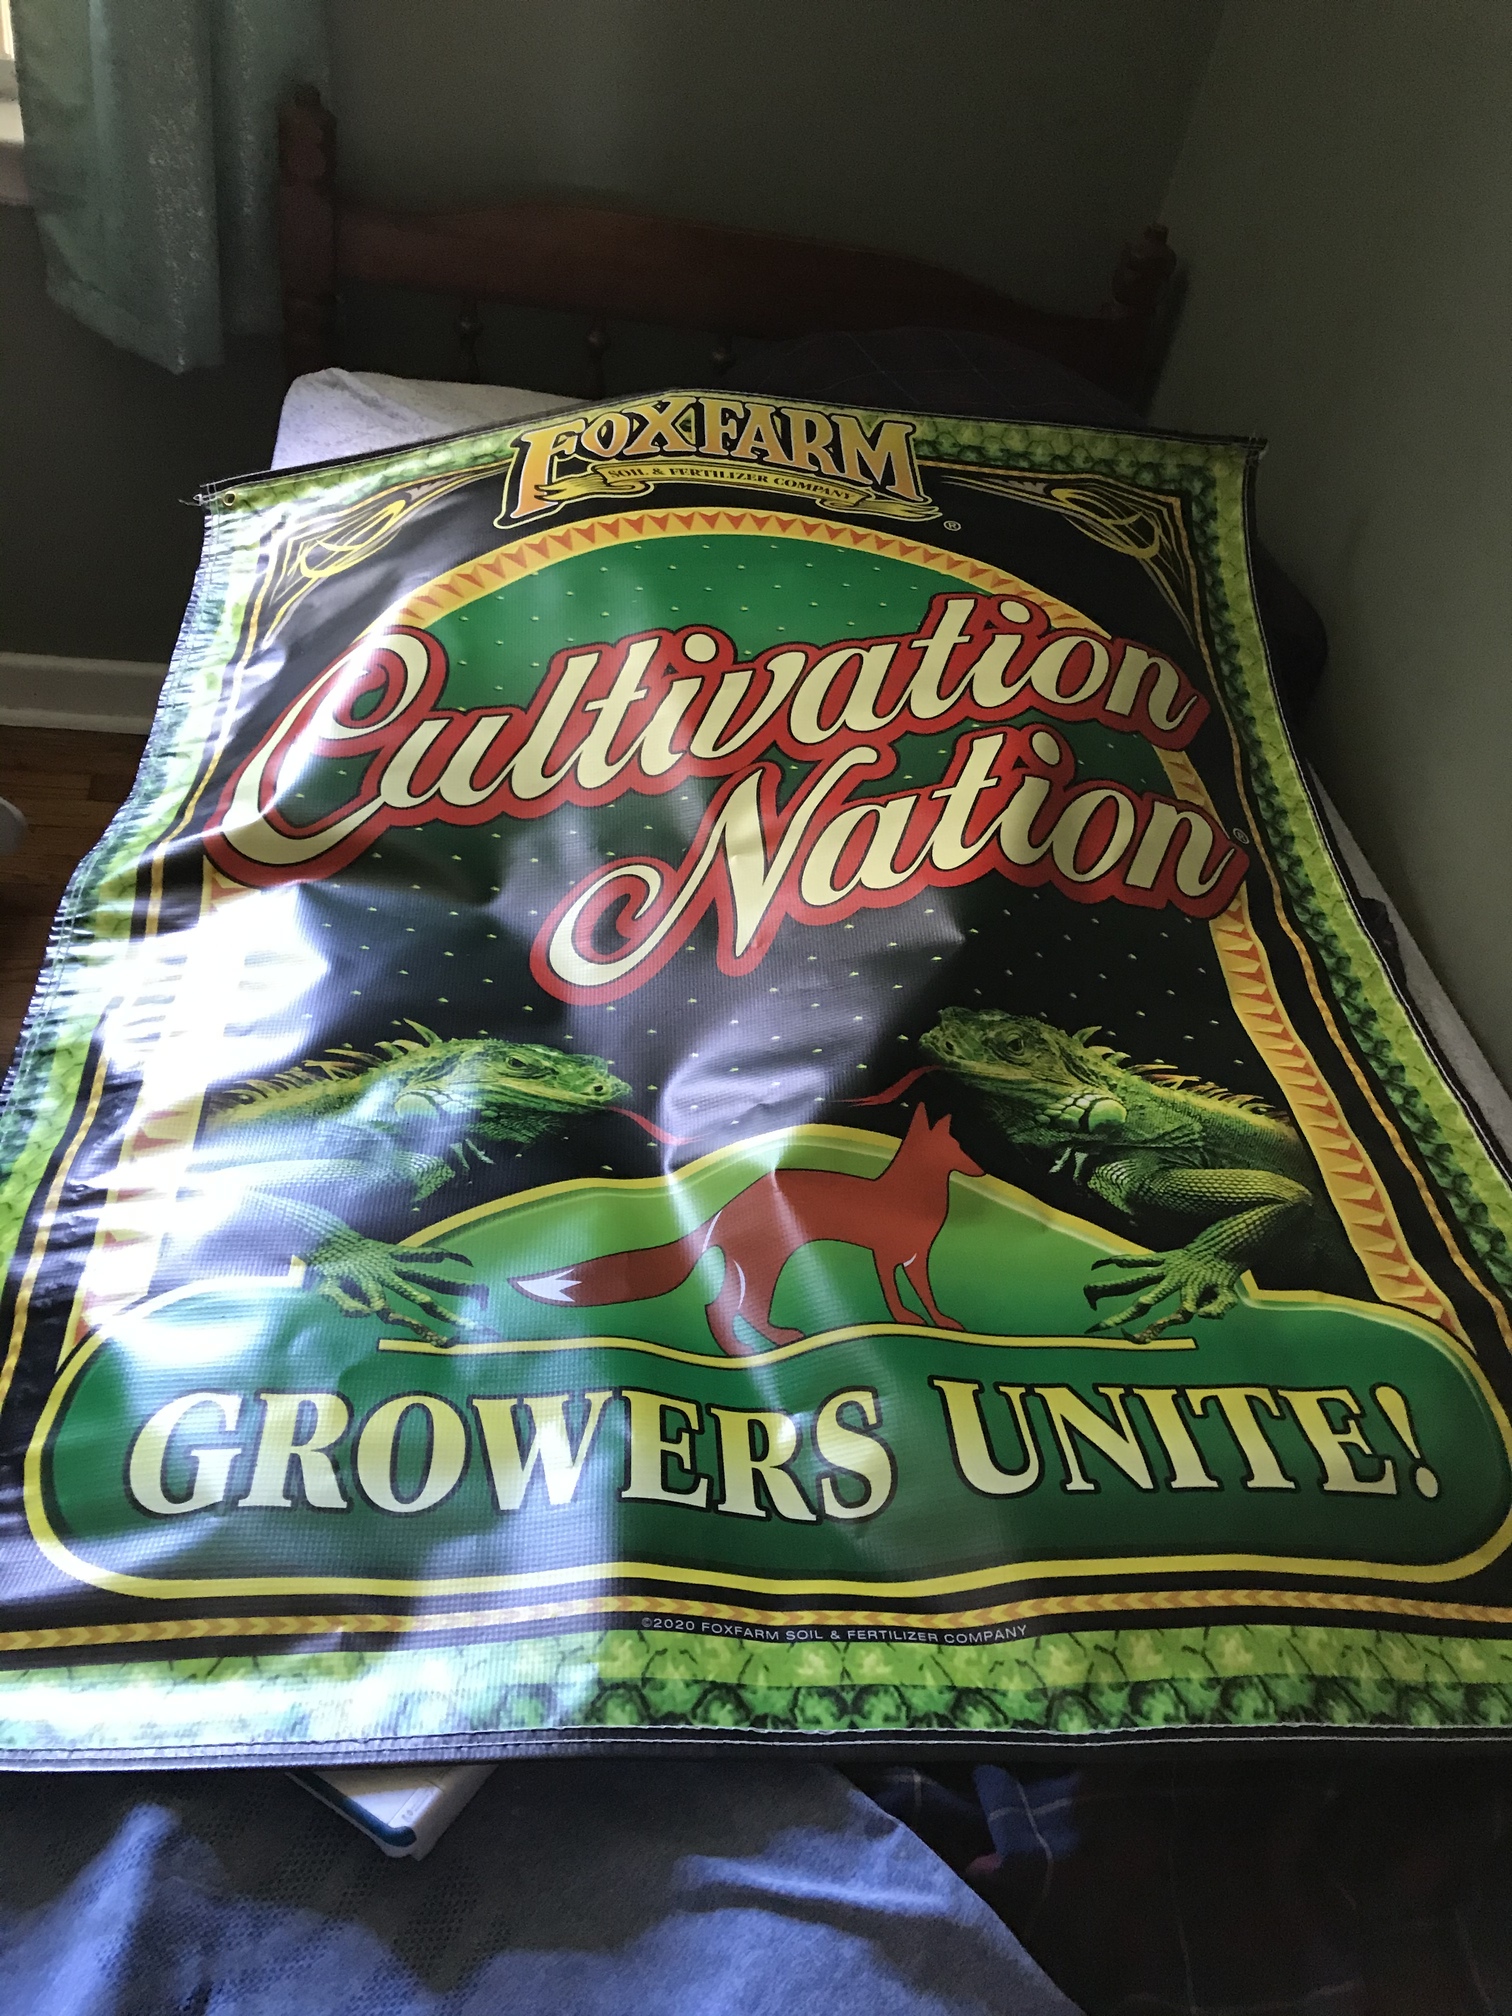 FOXFARM
SOIL & FERTILIZER COMPANY
®
Cultivation
Nation®
GROWERS UNITE!
©2020 FOXFARM SOIL & FERTILIZER COMPANY